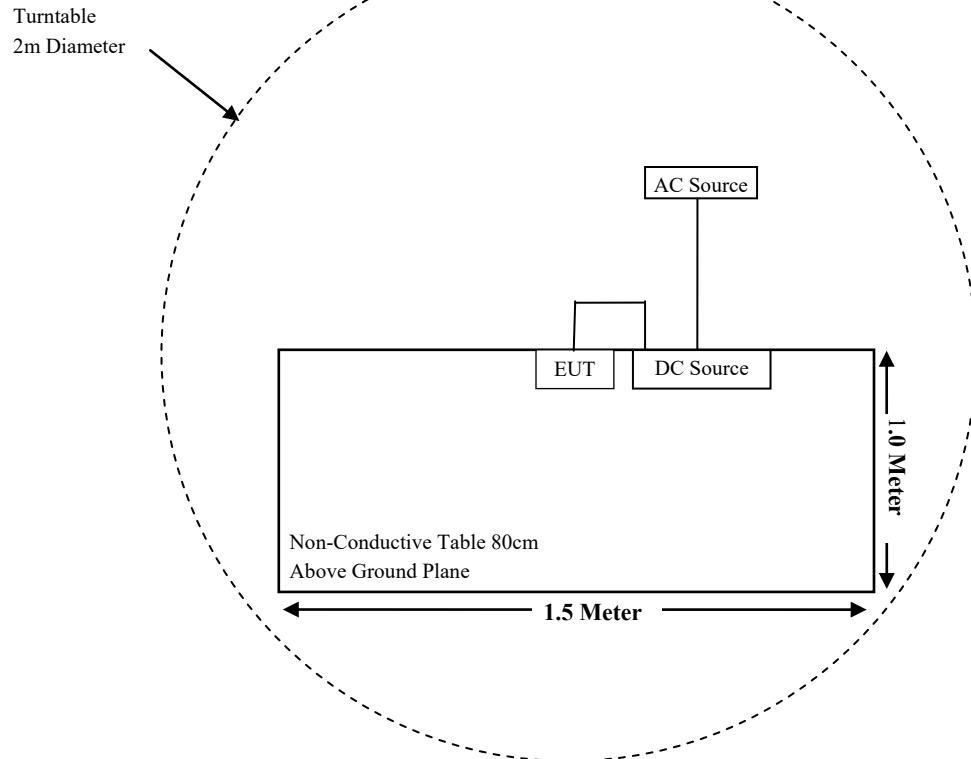 Turntable
2m Diameter
AC Source
EUT
DC Source
1.0 Meter
Non-Conductive Table 80cm
Above Ground Plane
1.5 Meter